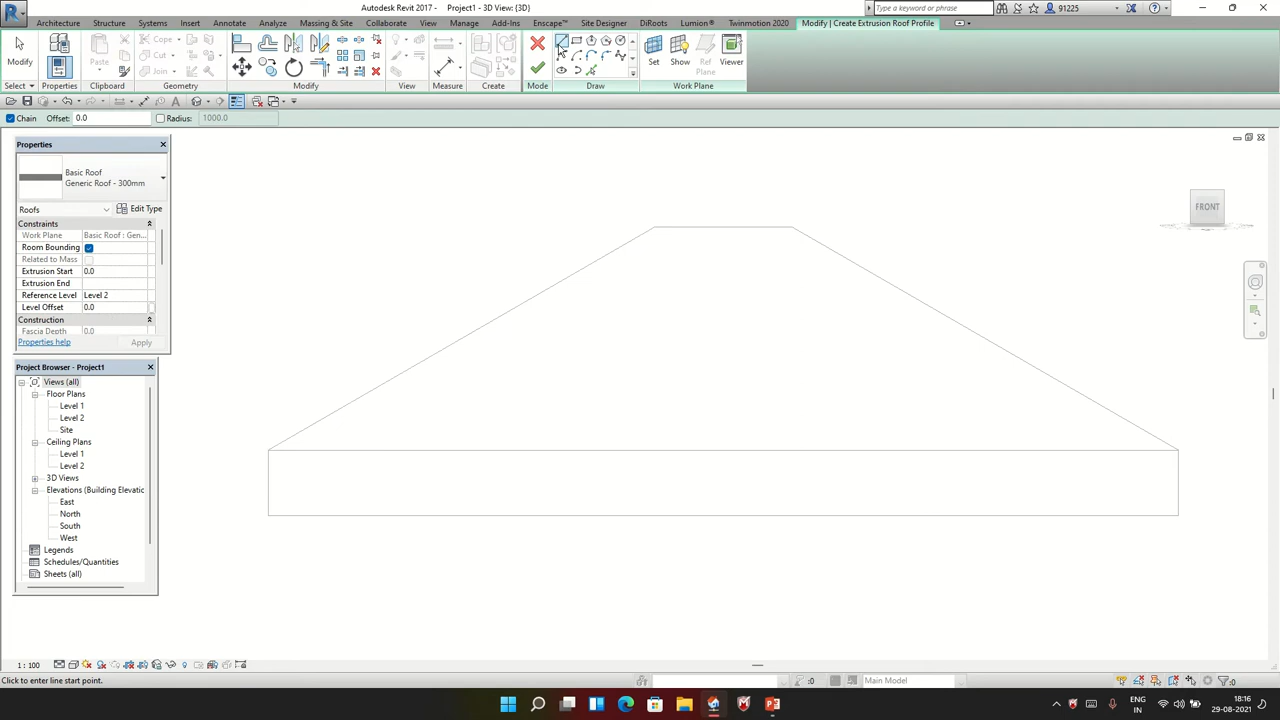 Autodesk Revit 2017 -    Project1 - 3D View: {3D}
Type a keyword or phrase
91225
Architecture Structure Systems Insert Annotate Analyze Massing & Site Collaborate View Manage Add-Ins Enscape™ Site Designer DiRoots Lumion® Twinmotion 2020 Modify | Create Extrusion Roof Profile
Modify
Paste
Cope
Cut
Join
Set Show Ref Plane Viewer
Select Properties Clipboard Geometry Modify View Measure Create Mode Draw Work Plane
Chain Offset: 0.0 Radius: 1000.0
Properties
Basic Roof
Generic Roof - 300mm
Roofs Edit Type
Constraints
Work Plane Basic Roof : Gen...
Room Bounding
Related to Mass
Extrusion Start 0.0
Extrusion End
Reference Level Level 2
Level Offset 0.0
Construction
Fascia Depth 0.0
Properties help Apply
Project Browser - Project1
Views (all)
Floor Plans
Level 1
Level 2
Site
Ceiling Plans
Level 1
Level 2
3D Views
Elevations (Building Elevatic
East
North
South
West
Legends
Schedules/Quantities
Sheets (all)
FRONT
1 : 100
Click to enter line start point.
:0 Main Model :0
ENG
IN
18:16
29-08-2021